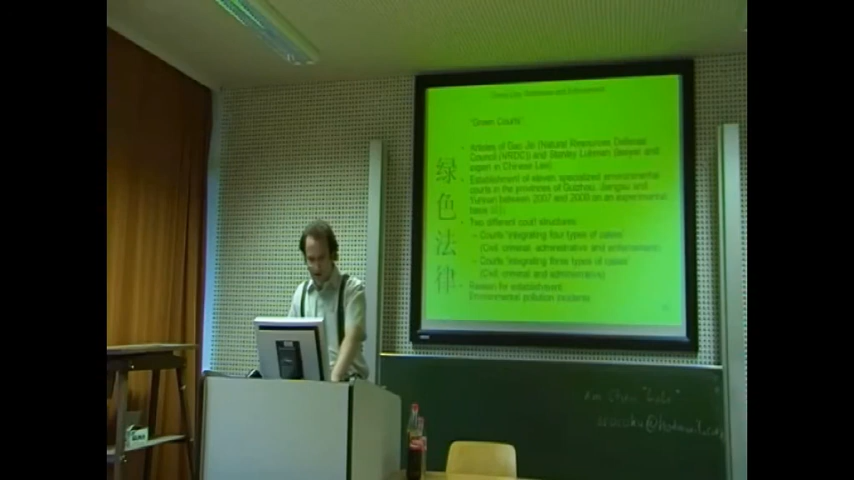 "Green Courts"
Articles of Gao Jie (Natural Resources Defense
Council (NRDC)) and Stanley Lubman (lawyer and
expert in Chinese Law)
Establishment of eleven specialized environmental
courts in the provinces of Guizhou, Jiangsu and
Yunnan between 2007 and 2009 on an experimental
basis
Two different court structures:
– Courts "integrating four types of cases"
(Civil, criminal, administrative and enforcement)
– Courts "integrating three types of cases"
(Civil, criminal and administrative)
Reason for establishment:
Environmental pollution incidents
绿
色
法
律